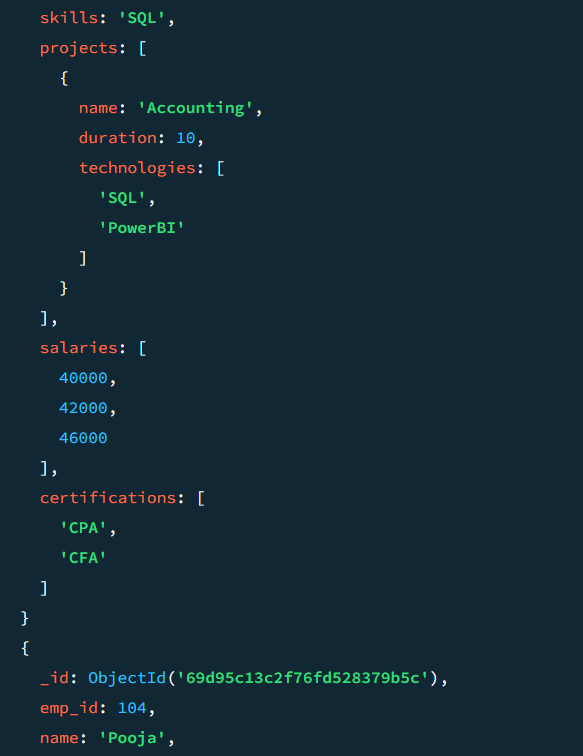 skills: 'SQL',
projects: [
{
name: 'Accounting',
duration: 10,
technologies: [
'SQL',
'PowerBI'
]
}
],
salaries: [
40000,
42000,
46000
],
certifications: [
'CPA',
'CFA'
]
}
{
_id: ObjectId('69d95c13c2f76fd528379b5c'),
emp_id: 104,
name: 'Pooja',